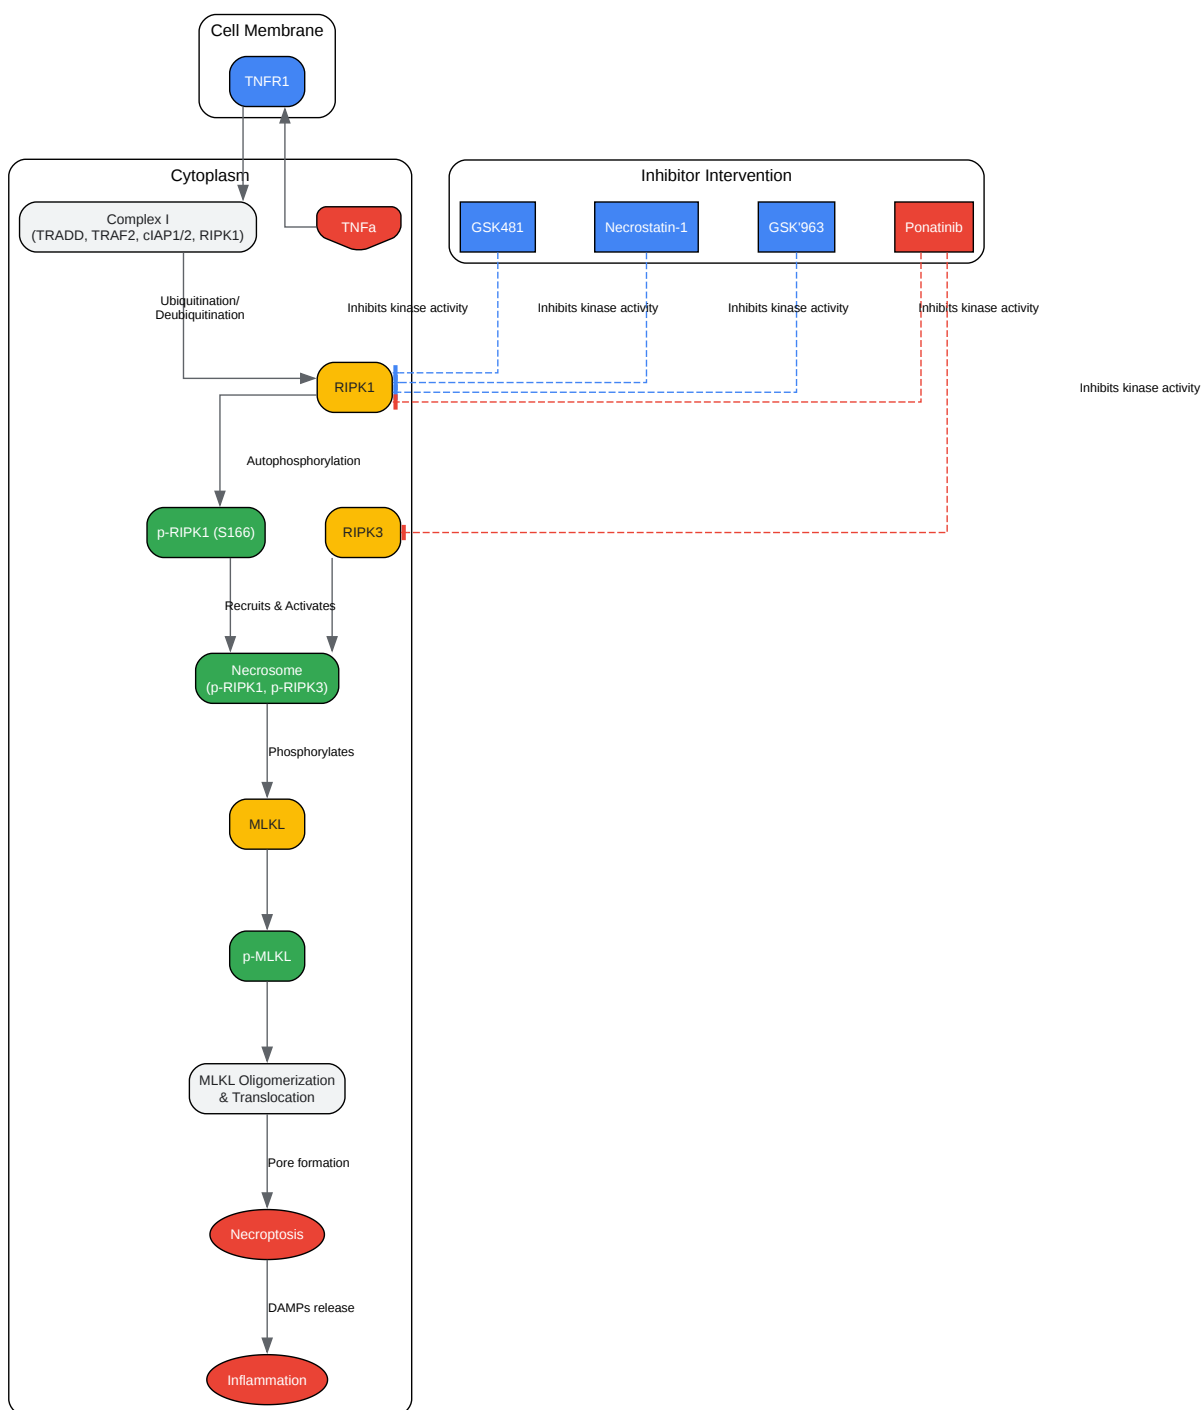 Cell Membrane
TNFR1
Cytoplasm
Inhibitor Intervention
Complex I
(TRADD, TRAF2, cIAP1/2, RIPK1)
TNFa
GSK481
Necrostatin-1
GSK'963
Ponatinib
Ubiquitination/
Deubiquitination
Inhibits kinase activity
Inhibits kinase activity
Inhibits kinase activity
Inhibits kinase activity
RIPK1
Inhibits kinase activity
Autophosphorylation
p-RIPK1 (S166)
RIPK3
Recruits & Activates
Necrosome
(p-RIPK1, p-RIPK3)
Phosphorylates
MLKL
p-MLKL
MLKL Oligomerization
& Translocation
Pore formation
Necroptosis
DAMPs release
Inflammation